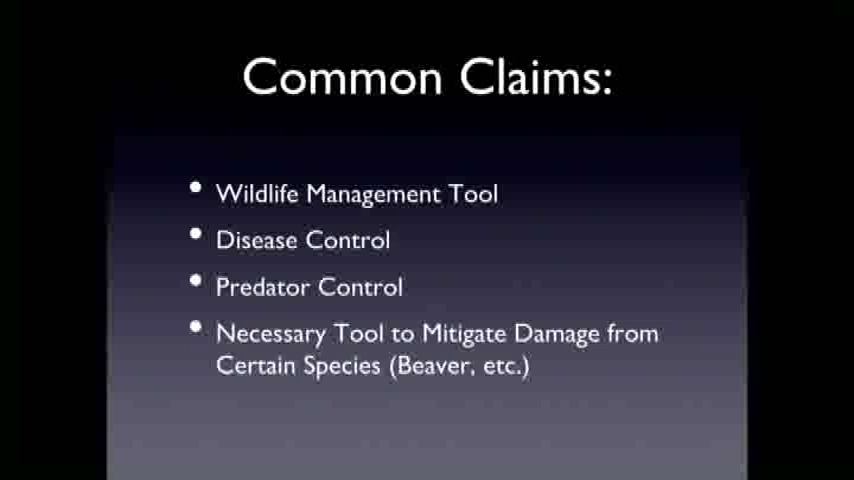 Common Claims:
• Wildlife Management Tool
• Disease Control
• Predator Control
• Necessary Tool to Mitigate Damage from
Certain Species (Beaver, etc.)